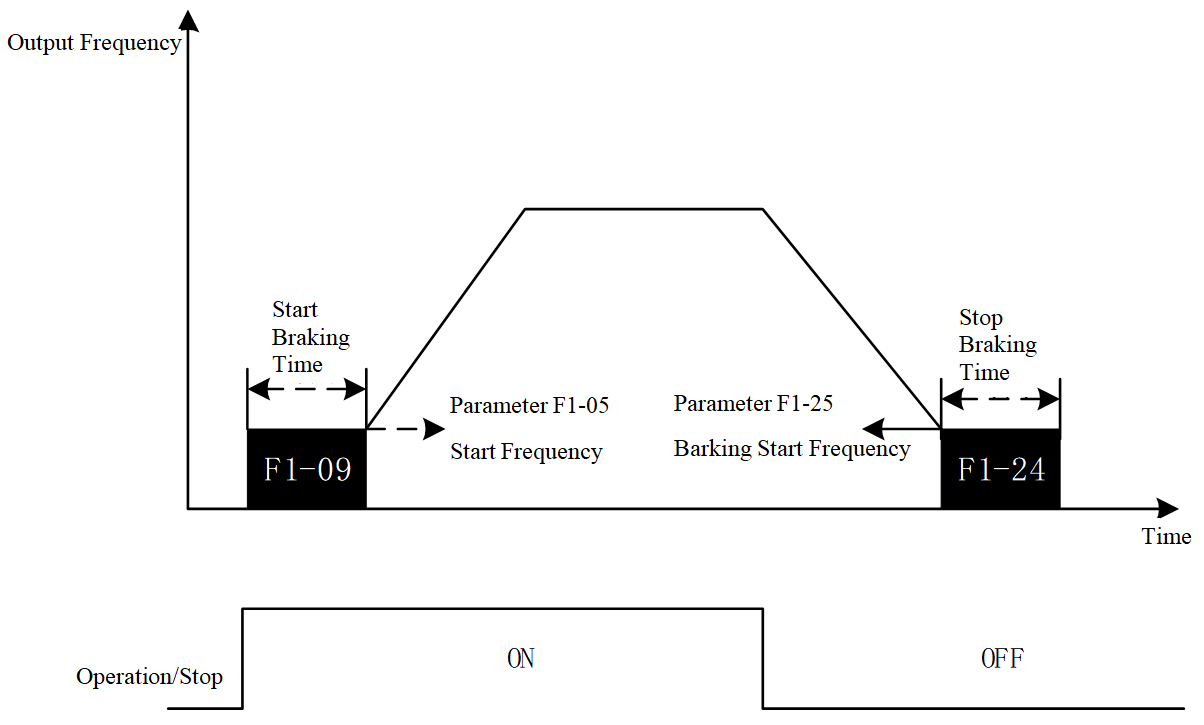 Output Frequency
Start
Braking
Time
Stop
Braking
Time
Parameter F1-05
Start Frequency
Parameter F1-25
Barking Start Frequency
F1-09
F1-24
Time
Operation/Stop
ON
OFF